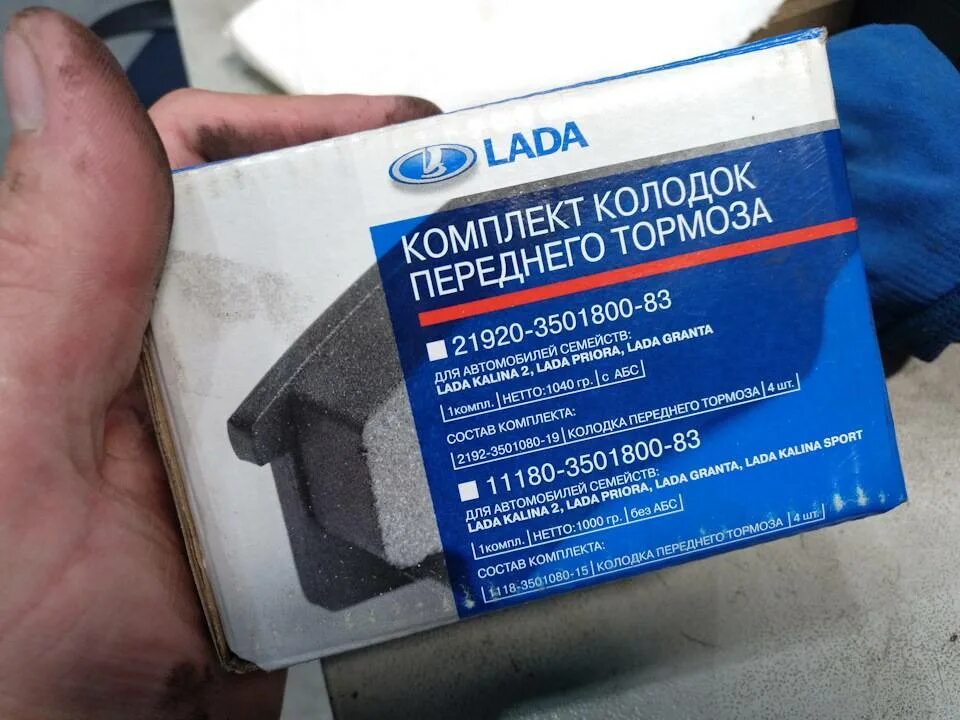 LADA
КОМПЛЕКТ КОЛОДОК
ПЕРЕДНЕГО ТОРМОЗА
21920-3501800-83
ДЛЯ АВТОМОБИЛЕЙ СЕМЕЙСТВ:
LADA KALINA 2, LADA PRIORA, LADA GRANTA
1компл. НЕТТО:1040 гр. с АБС
СОСТАВ КОМПЛЕКТА:
2192-3501080-19 КОЛОДКА ПЕРЕДНЕГО ТОРМОЗА 4 шт.
11180-3501800-83
ДЛЯ АВТОМОБИЛЕЙ СЕМЕЙСТВ:
LADA KALINA 2, LADA PRIORA, LADA GRANTA, LADA KALINA SPORT
1компл. НЕТТО:1000 гр. без АБС
СОСТАВ КОМПЛЕКТА:
1118-3501080-15 КОЛОДКА ПЕРЕДНЕГО ТОРМОЗА 4 шт.